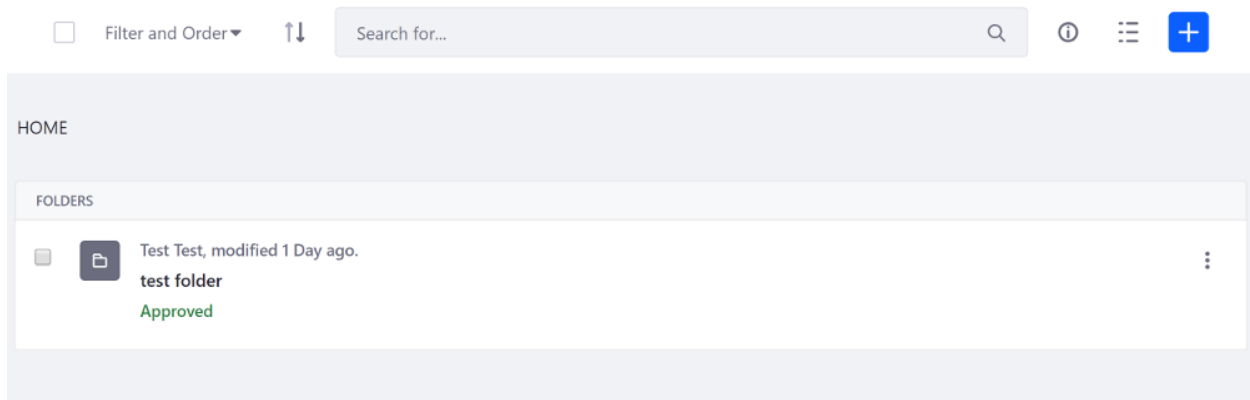 Filter and Order
Search for...
HOME
FOLDERS
Test Test, modified 1 Day ago.
test folder
Approved